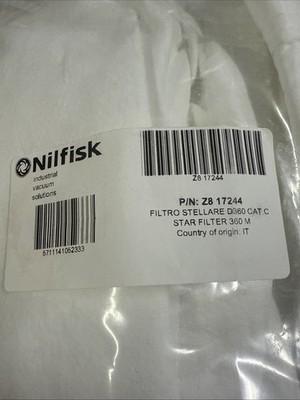 Nilfisk
industrial
vacuum
solutions
Z8 17244
P/N: Z8 17244
FILTRO STELLARE D360 CAT.C
STAR FILTER 360 M
Country of origin: IT
5711141052333